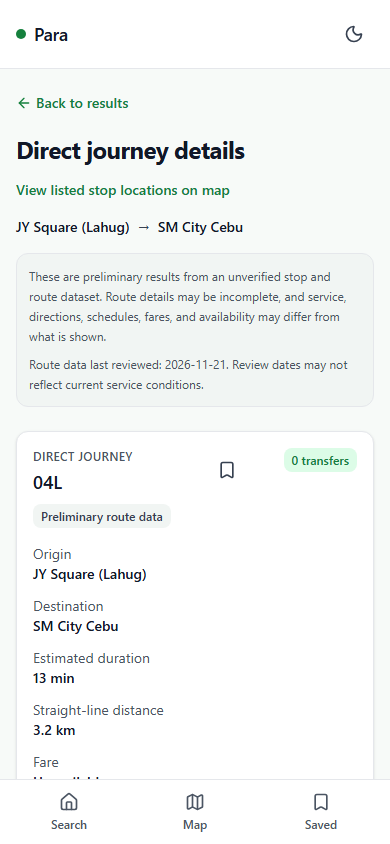 Para
← Back to results
Direct journey details
View listed stop locations on map
JY Square (Lahug) → SM City Cebu
These are preliminary results from an unverified stop and
route dataset. Route details may be incomplete, and service,
directions, schedules, fares, and availability may differ from
what is shown.
Route data last reviewed: 2026-11-21. Review dates may not
reflect current service conditions.
DIRECT JOURNEY
0 transfers
04L
Preliminary route data
Origin
JY Square (Lahug)
Destination
SM City Cebu
Estimated duration
13 min
Straight-line distance
3.2 km
Fare
Search
Map
Saved